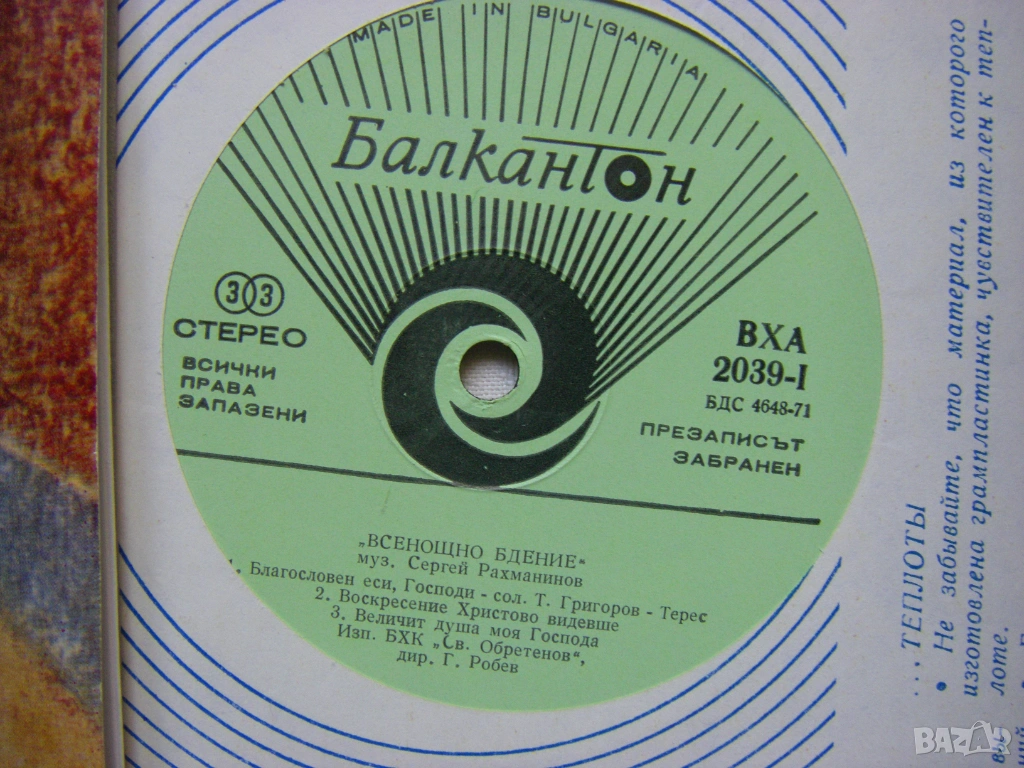 MADE IN BULGARIA
Балкантон
33
СТЕРЕО
ВСИЧКИ
ПРАВА
ЗАПАЗЕНИ
ВХА
2039-I
БДС 4648-71
ПРЕЗАПИСЪТ
ЗАБРАНЕН
„ВСЕНОЩНО БДЕНИЕ“
муз. Сергей Рахманинов
1. Благословен еси, Господи - сол. Т. Григоров - Терес
2. Воскресение Христово видевше
3. Величит душа моя Господа
Изп. БХК „Св. Обретенов“,
дир. Г. Робев
...ТЕПЛОТЫ
• Не забывайте, что материал, из которого
изготовлена грампластинка, чувствителен к теп-
лоте.
BAZAR